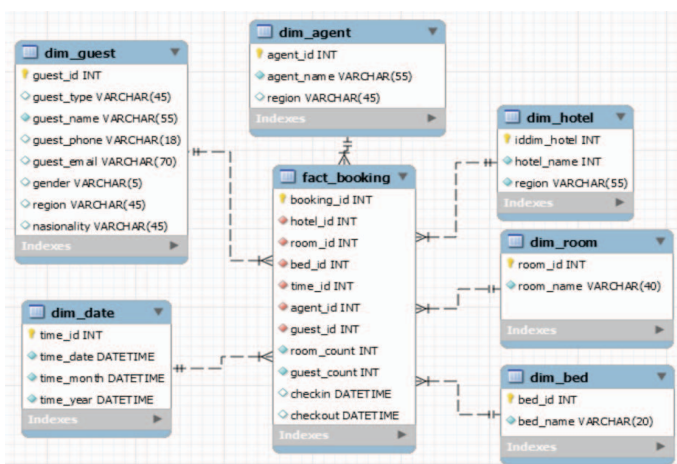 dim_guest
guest_id INT
guest_type VARCHAR(45)
guest_name VARCHAR(55)
guest_phone VARCHAR(18)
guest_email VARCHAR(70)
gender VARCHAR(5)
region VARCHAR(45)
nasionality VARCHAR(45)
Indexes
dim_agent
agent_id INT
agent_name VARCHAR(55)
region VARCHAR(45)
Indexes
dim_hotel
iddim_hotel INT
hotel_name INT
region VARCHAR(55)
Indexes
fact_booking
booking_id INT
hotel_id INT
room_id INT
bed_id INT
time_id INT
agent_id INT
guest_id INT
room_count INT
guest_count INT
checkin DATETIME
checkout DATETIME
Indexes
dim_room
room_id INT
room_name VARCHAR(40)
Indexes
dim_date
time_id INT
time_date DATETIME
time_month DATETIME
time_year DATETIME
Indexes
dim_bed
bed_id INT
bed_name VARCHAR(20)
Indexes